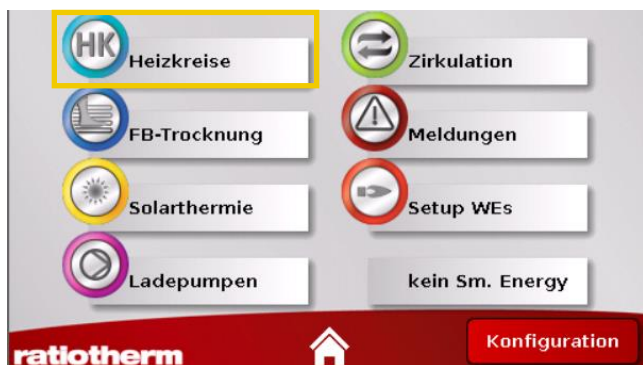 HK Heizkreise
Zirkulation
FB-Trocknung
Meldungen
Solarthermie
Setup WEs
Ladepumpen
kein Sm. Energy
ratiotherm
Konfiguration